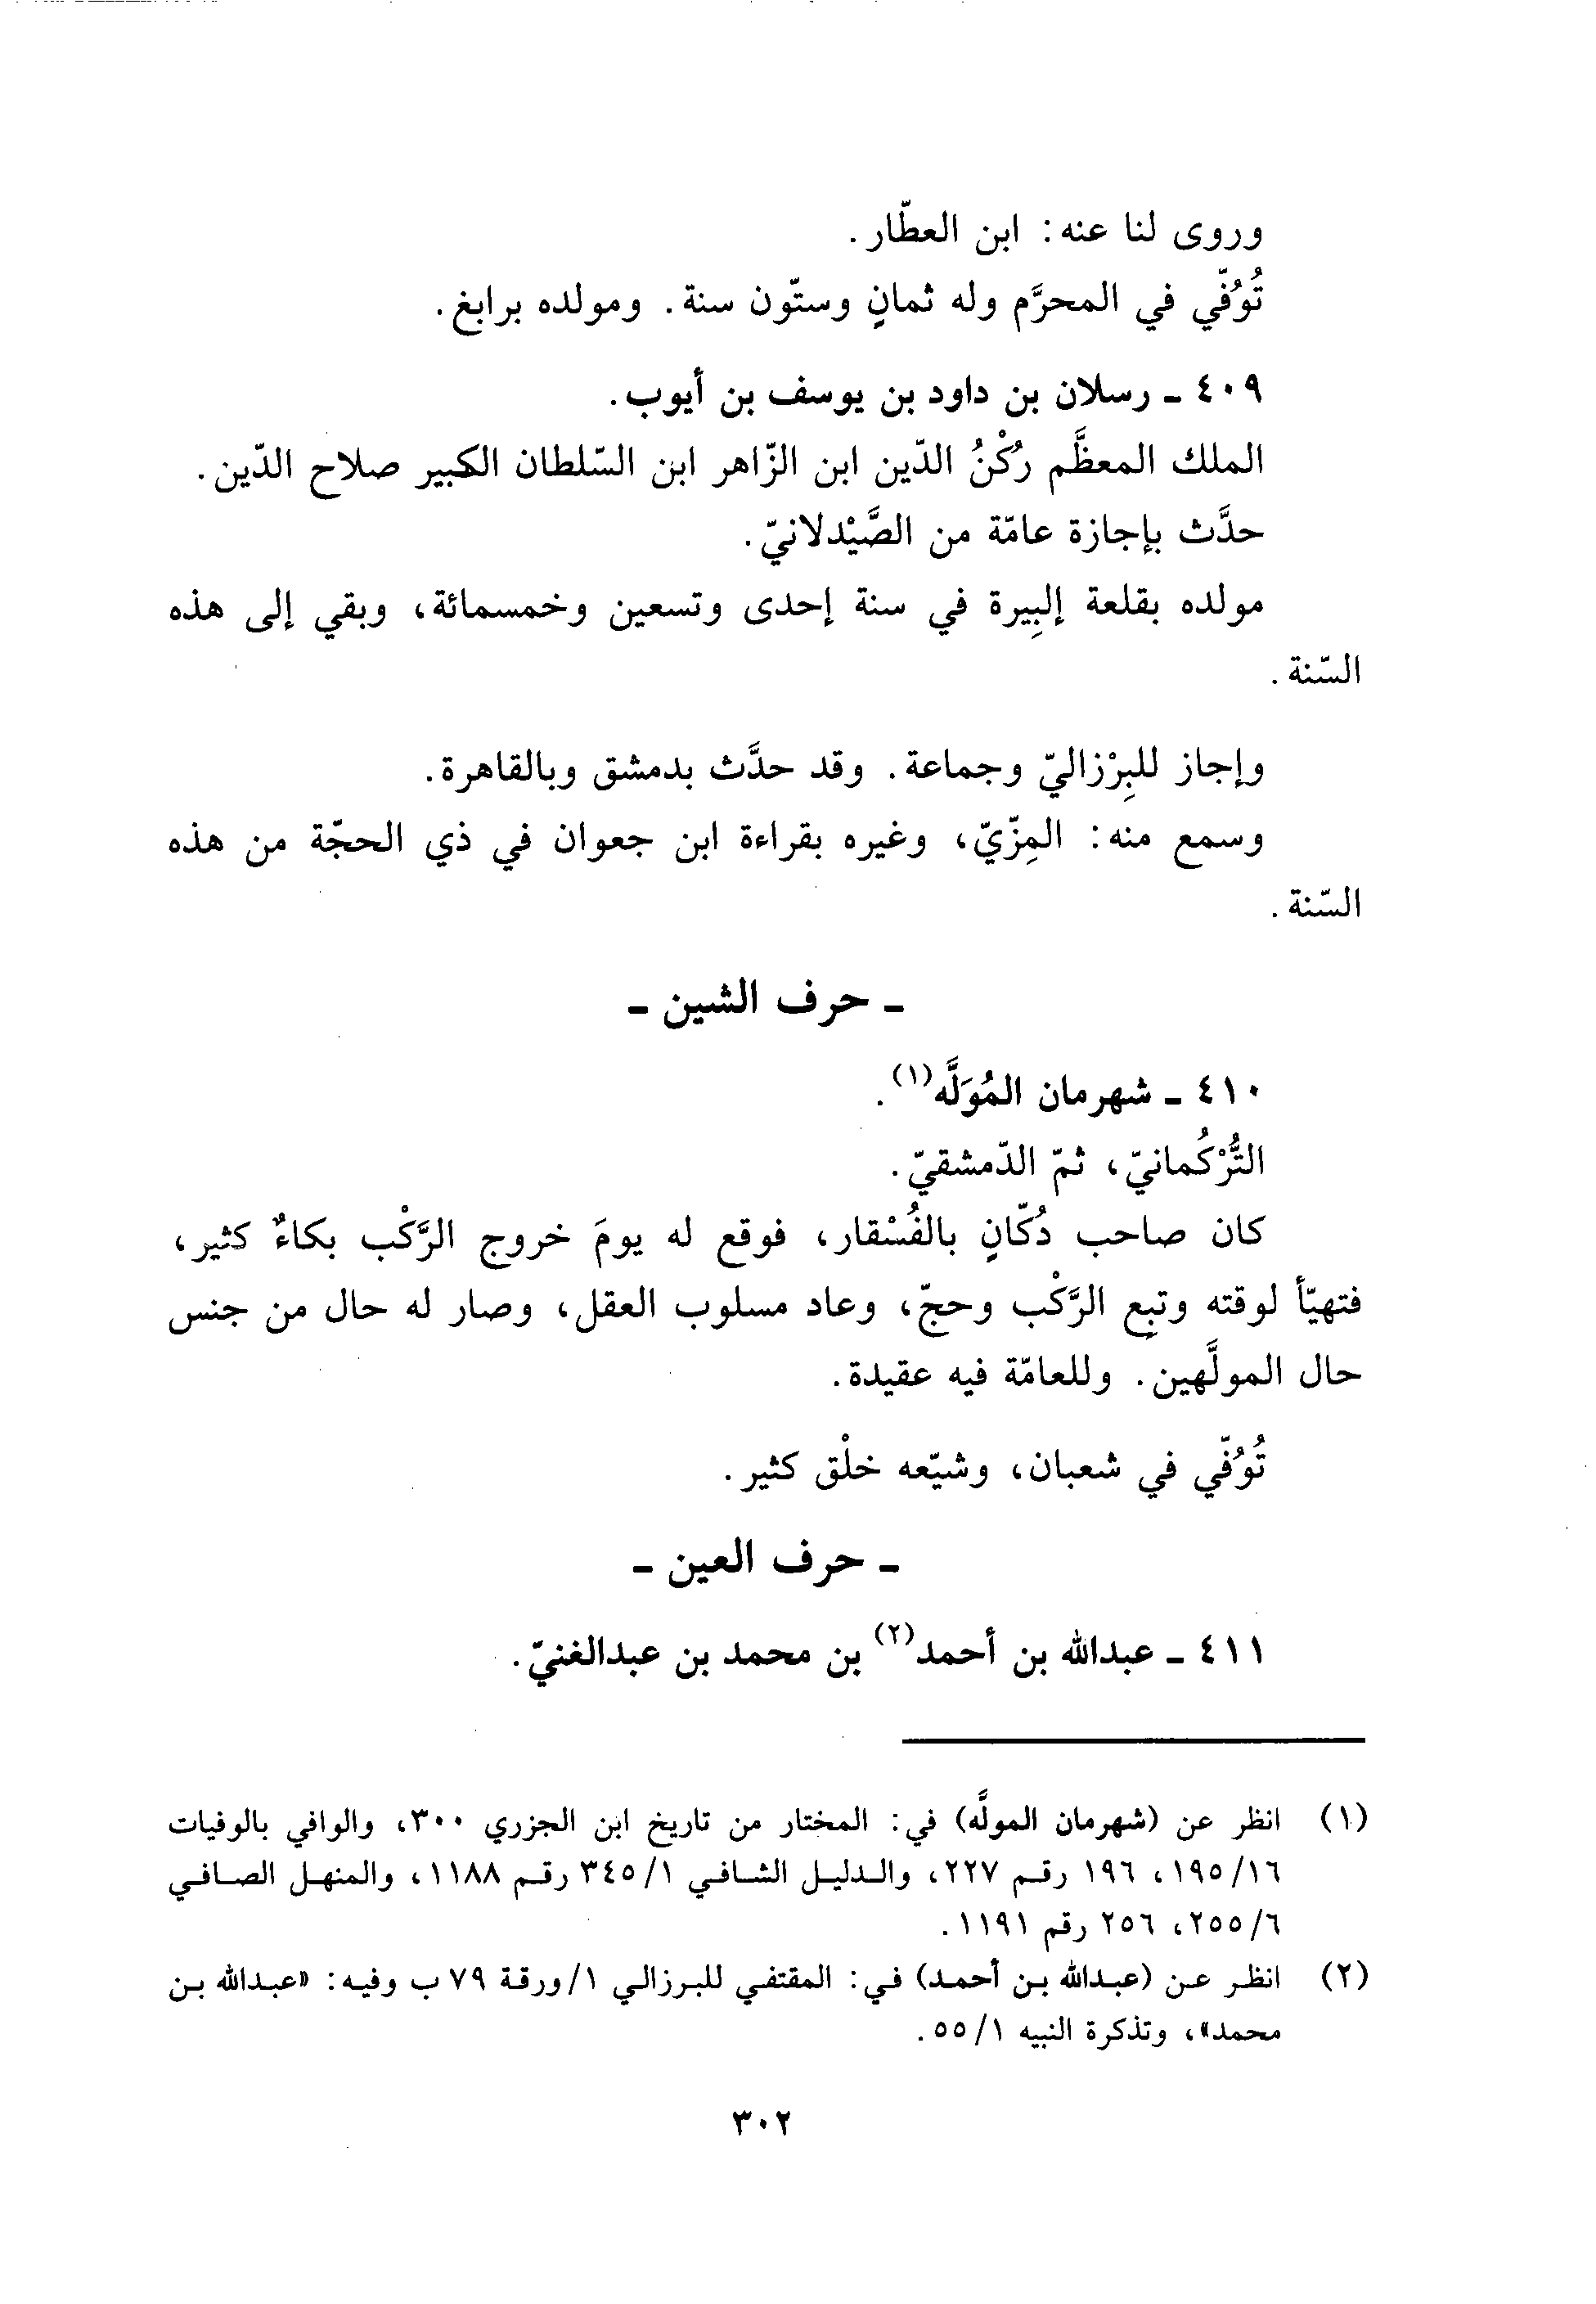 وروى لنا عنه: ابن العطّار.
تُوُفّي في المحرَّم وله ثمانٍ وستّون سنة. ومولده برابغ.
٤٠٩ ـ رسلان بن داود بن يوسف بن أيوب.
الملك المعظَّم رُكْنُ الدّين ابن الزّاهر ابن السّلطان الكبير صلاح الدّين.
حدَّث بإجازة عامّة من الصَّيْدلانيّ.
مولده بقلعة إلبِيرة في سنة إحدى وتسعين وخمسمائة، وبقي إلى هذه
السّنة.
وإجاز للبِرْزاليّ وجماعة. وقد حدَّث بدمشق وبالقاهرة.
وسمع منه: المِزّيّ، وغيره بقراءة ابن جعوان في ذي الحجّة من هذه
السّنة.
ـ حرف الشين ـ
٤١٠ ـ شهرمان المُوَلَّه(١).
التُّرْكُمانيّ، ثمّ الدّمشقيّ.
كان صاحب دُكّانٍ بالفُسْقار، فوقع له يومَ خروج الرَّكْب بكاءٌ كثير،
فتهيّأ لوقته وتبِع الرَّكْب وحجّ، وعاد مسلوب العقل، وصار له حال من جنس
حال المولَّهين. وللعامّة فيه عقيدة.
تُوُفّي في شعبان، وشيّعه خلْق كثير.
ـ حرف العين ـ
٤١١ ـ عبدالله بن أحمد(٢) بن محمد بن عبدالغنيّ.
(١) انظر عن (شهرمان المولَّه) في: المختار من تاريخ ابن الجزري ٣٠٠، والوافي بالوفيات
١٦/١٩٥، ١٩٦ رقم ٢٢٧، والدليل الشافي ١/٣٤٥ رقم ١١٨٨، والمنهل الصافي
٦/٢٥٥، ٢٥٦ رقم ١١٩١.
(٢) انظر عن (عبدالله بن أحمد) في: المقتفي للبرزالي ١/ورقة ٧٩ ب وفيه: «عبدالله بن
محمد»، وتذكرة النبيه ١/٥٥.
٣٠٢